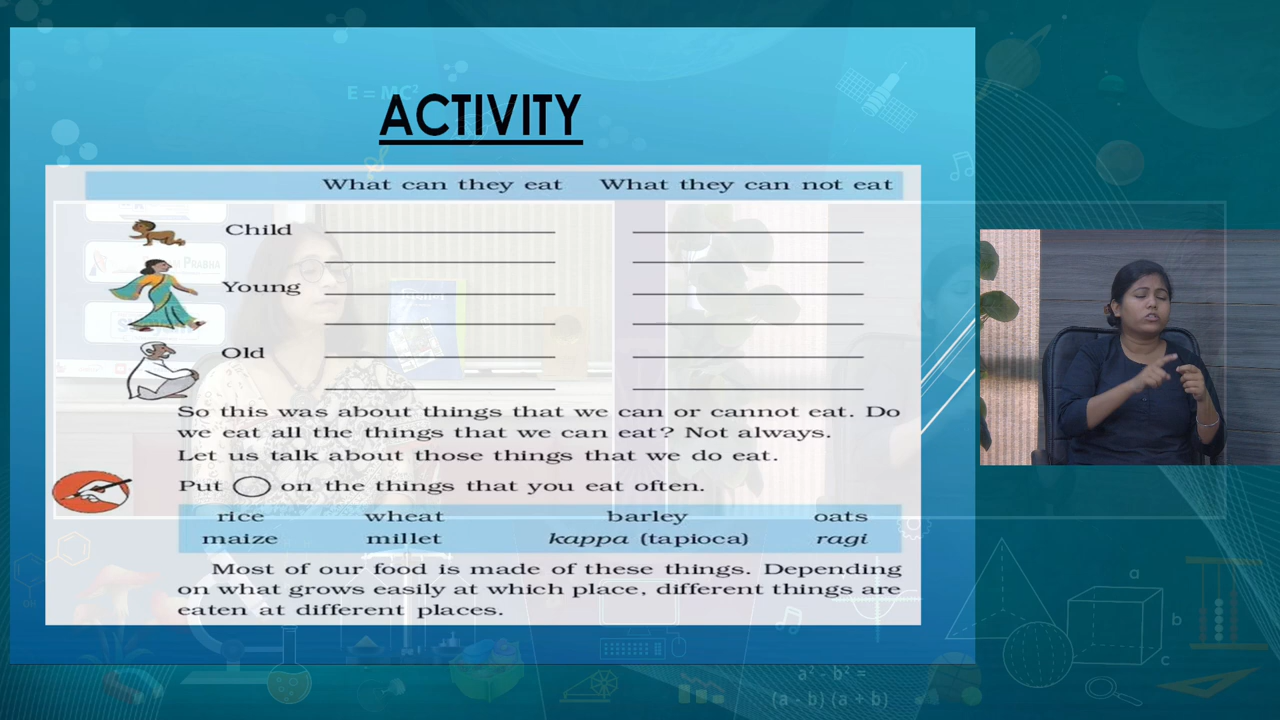 E = MC²
ACTIVITY
What can they eat What they can not eat
Child
PRABHA
Young
Old
So this was about things that we can or cannot eat. Do
we eat all the things that we can eat? Not always.
Let us talk about those things that we do eat.
Put on the things that you eat often.
rice wheat barley oats
maize millet kappa (tapioca) ragi
Most of our food is made of these things. Depending
on what grows easily at which place, different things are
eaten at different places.
a
b
c
a² - b² =
(a - b) (a + b)